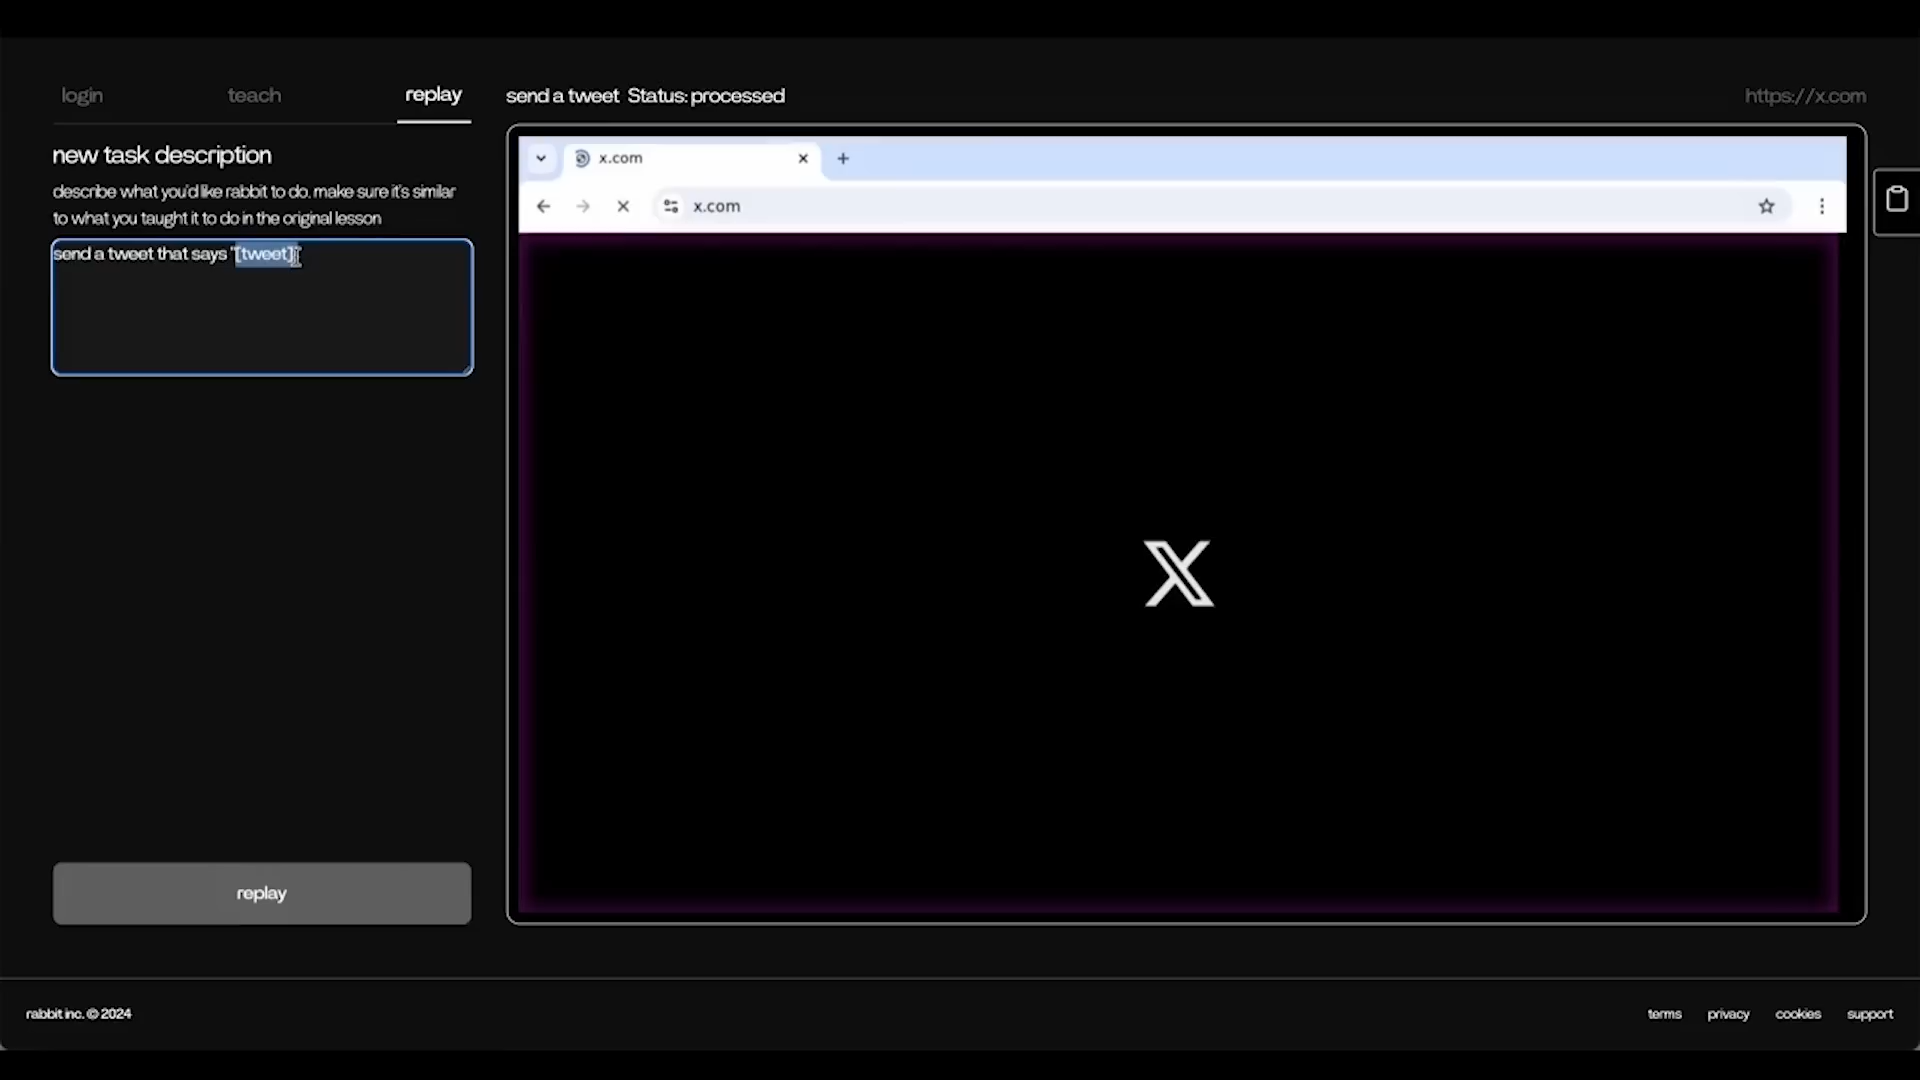 login
teach
replay
new task description
describe what you'd like rabbit to do. make sure it's similar
to what you taught it to do in the original lesson
send a tweet that says "[tweet]"
replay
send a tweet Status: processed
https://x.com
x.com
x.com
rabbit inc. © 2024
terms
privacy
cookies
support